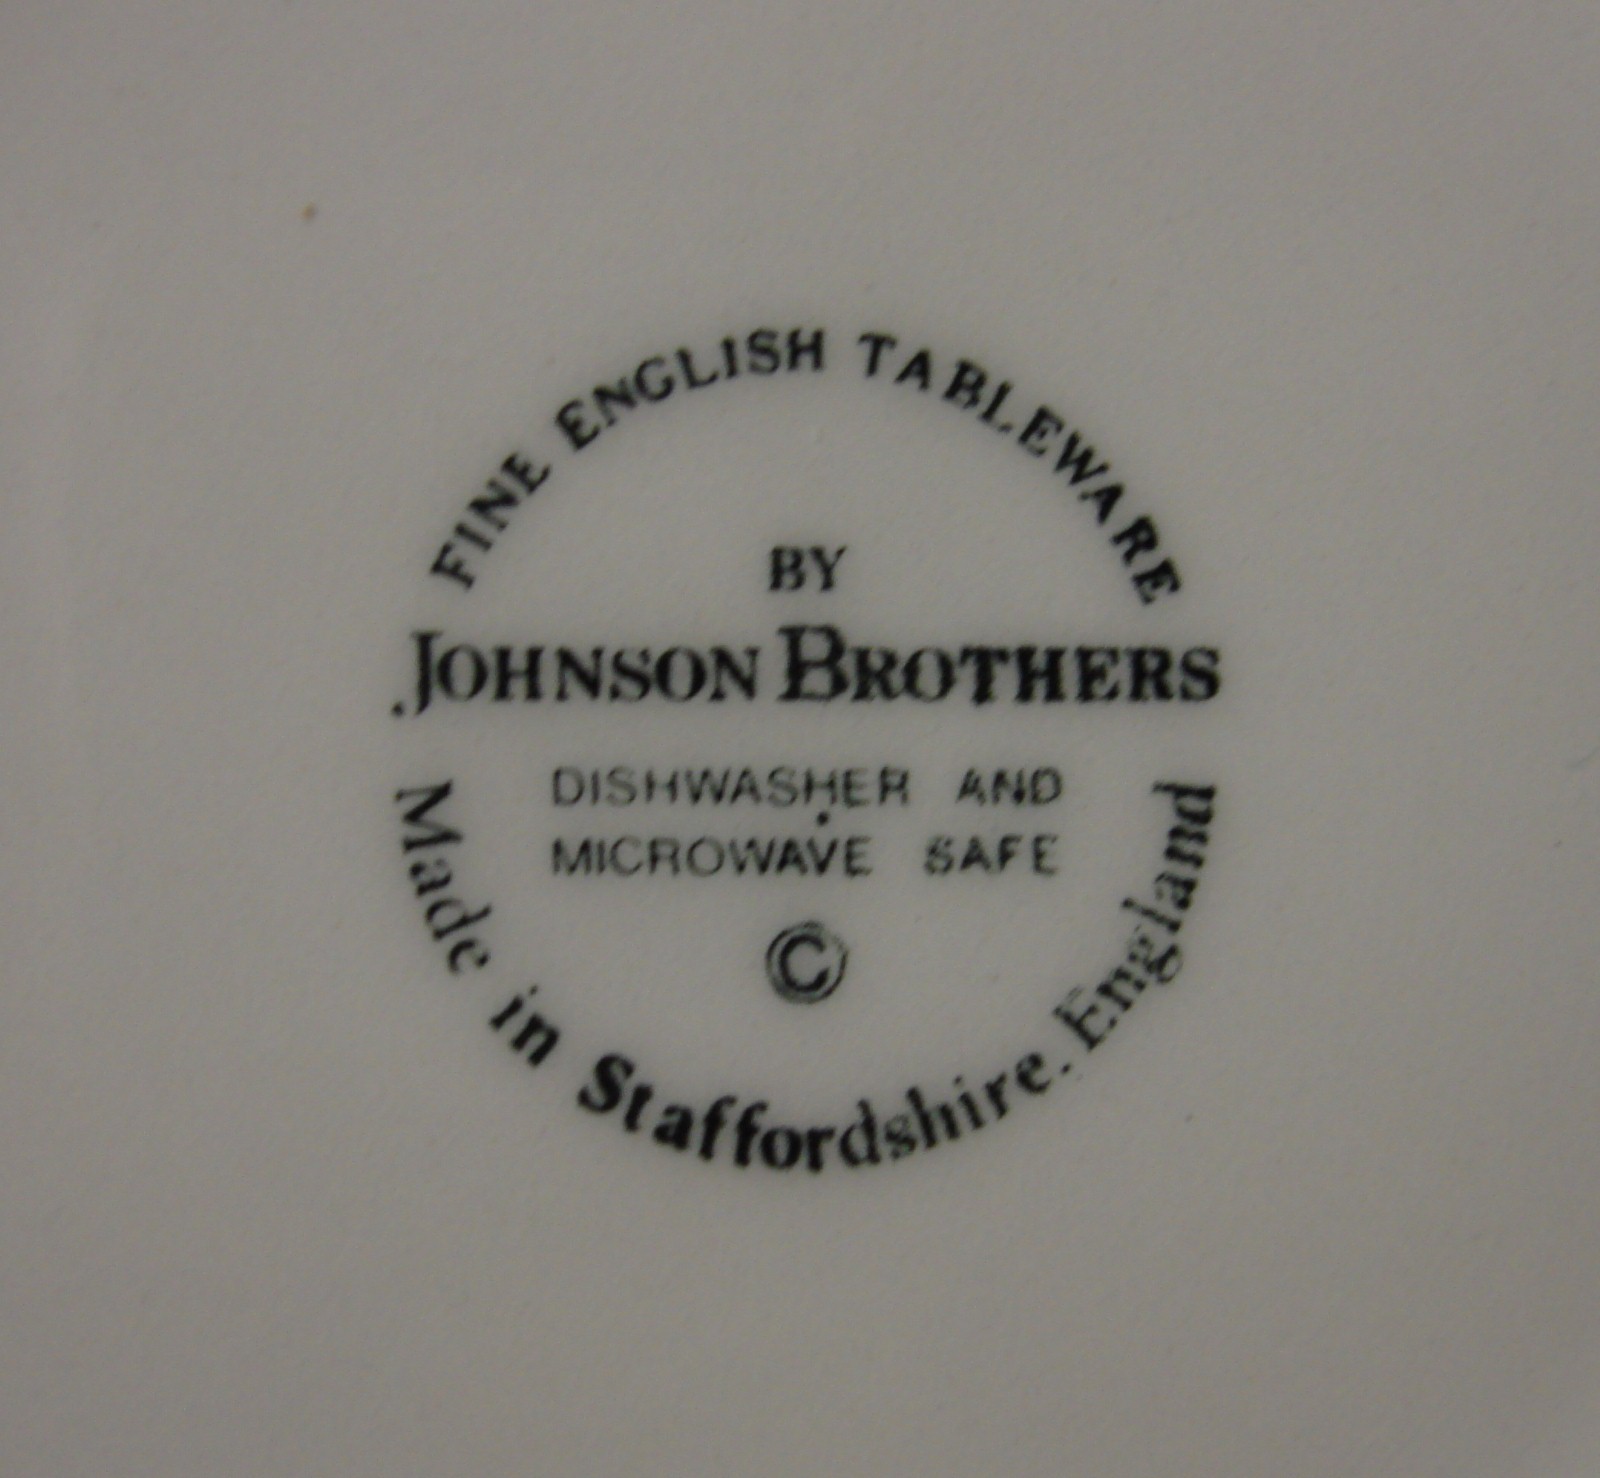 FINE ENGLISH TABLEWARE
BY
JOHNSON BROTHERS
DISHWASHER AND
MICROWAVE SAFE
©
Made in Staffordshire. England